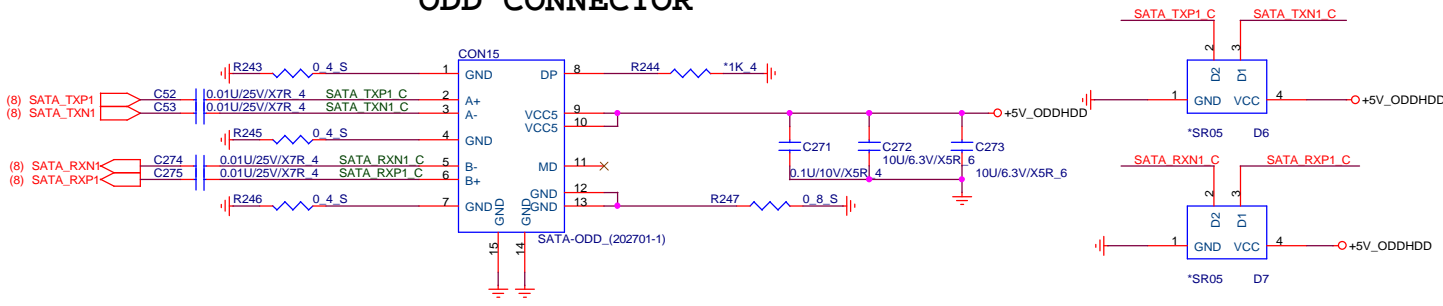 ODD CONNECTOR
SATA_TXP1_C SATA_TXN1_C
CON15
R243 0_4_S 1 GND DP 8 R244 *1K_4
2 3
D2 D1
(8) SATA_TXP1 C52 0.01U/25V/X7R_4 SATA_TXP1_C 2 A+
1 GND VCC 4 +5V_ODDHDD
(8) SATA_TXN1 C53 0.01U/25V/X7R_4 SATA_TXN1_C 3 A-
VCC5 9 +5V_ODDHDD
VCC5 10
*SR05 D6
R245 0_4_S 4 GND
C271 C272 C273
0.1U/10V/X5R_4 10U/6.3V/X5R_6 10U/6.3V/X5R_6
(8) SATA_RXN1 C274 0.01U/25V/X7R_4 SATA_RXN1_C 5 B- MD 11
SATA_RXN1_C SATA_RXP1_C
(8) SATA_RXP1 C275 0.01U/25V/X7R_4 SATA_RXP1_C 6 B+
GND 12
2 3
D2 D1
R246 0_4_S 7 GND GND 13 R247 0_8_S
GND GND
15 14
SATA-ODD_(202701-1)
1 GND VCC 4 +5V_ODDHDD
*SR05 D7